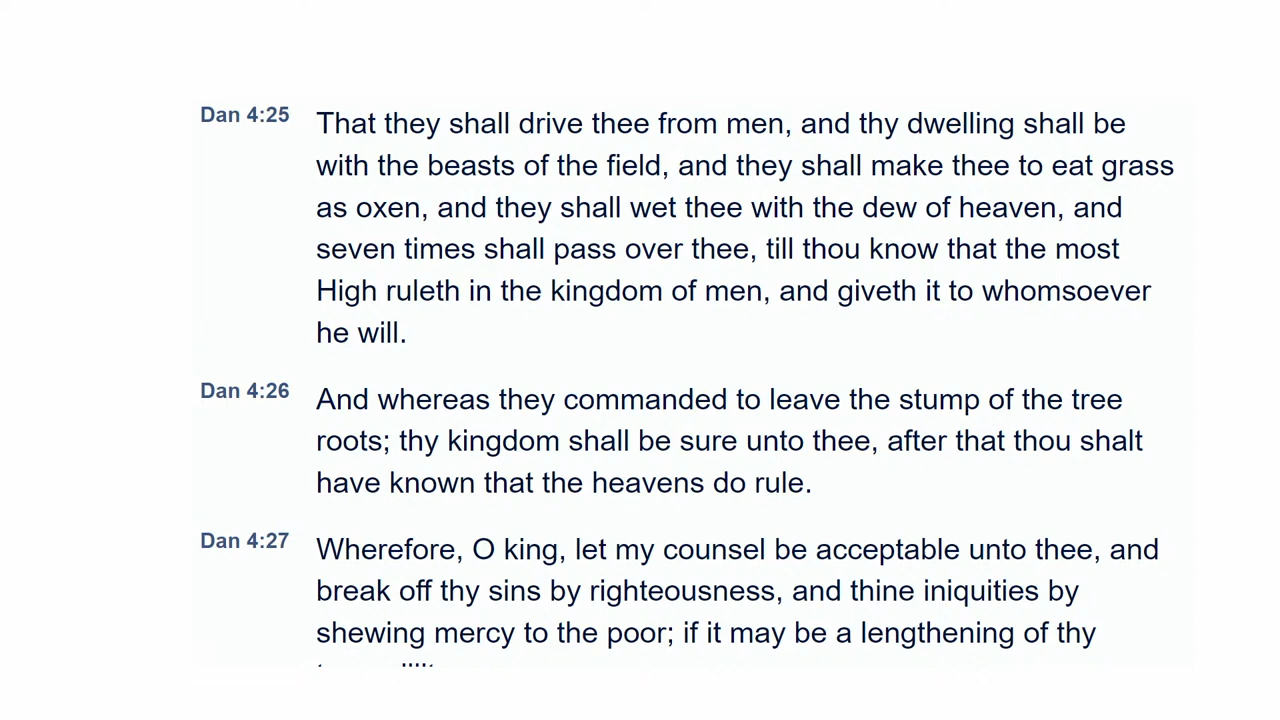 Dan 4:25 That they shall drive thee from men, and thy dwelling shall be
with the beasts of the field, and they shall make thee to eat grass
as oxen, and they shall wet thee with the dew of heaven, and
seven times shall pass over thee, till thou know that the most
High ruleth in the kingdom of men, and giveth it to whomsoever
he will.
Dan 4:26 And whereas they commanded to leave the stump of the tree
roots; thy kingdom shall be sure unto thee, after that thou shalt
have known that the heavens do rule.
Dan 4:27 Wherefore, O king, let my counsel be acceptable unto thee, and
break off thy sins by righteousness, and thine iniquities by
shewing mercy to the poor; if it may be a lengthening of thy